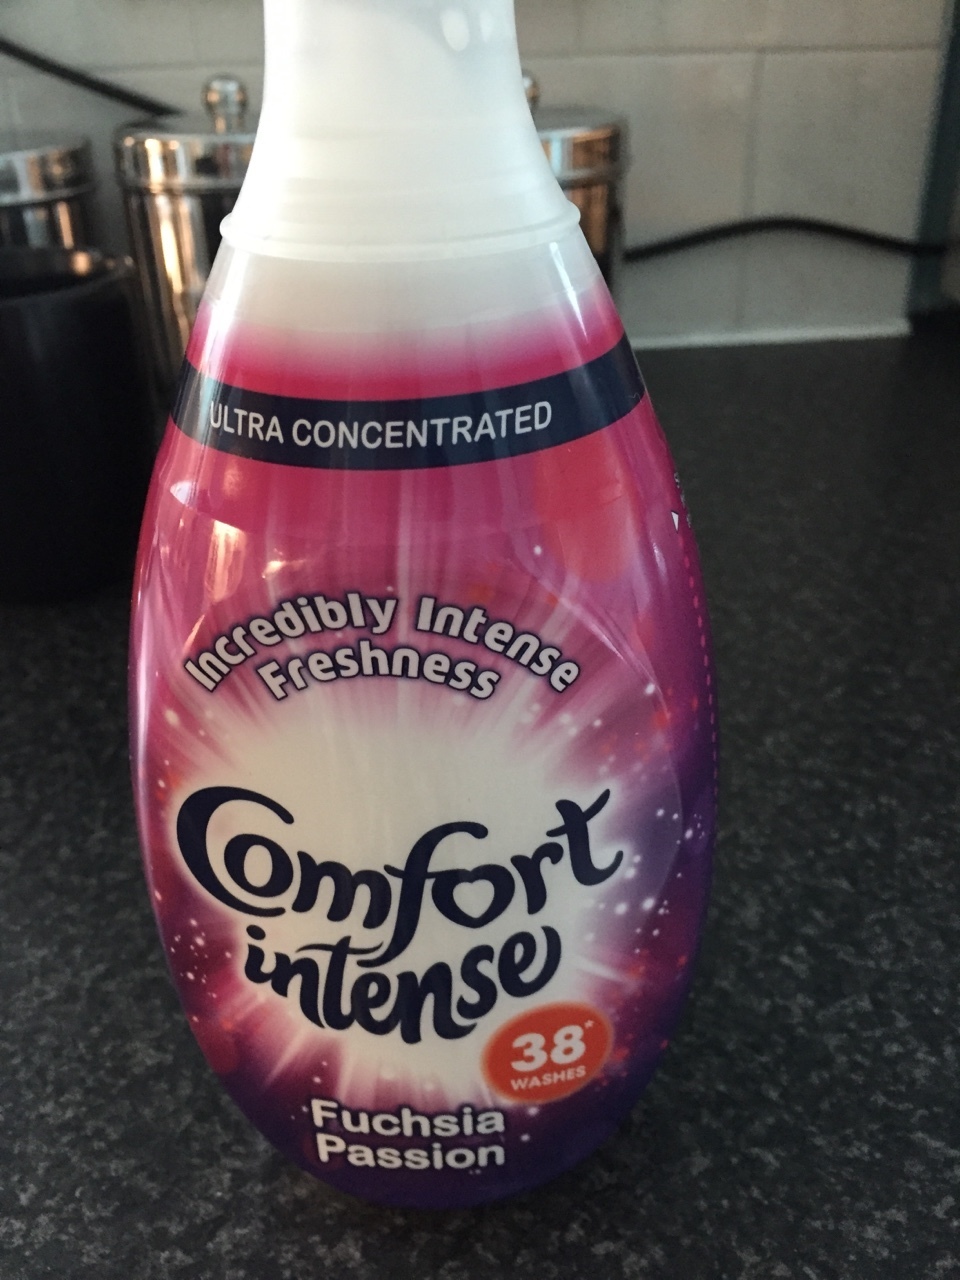 ULTRA CONCENTRATED
Incredibly Intense
Freshness
Comfort
intense
38*
WASHES
Fuchsia
Passion